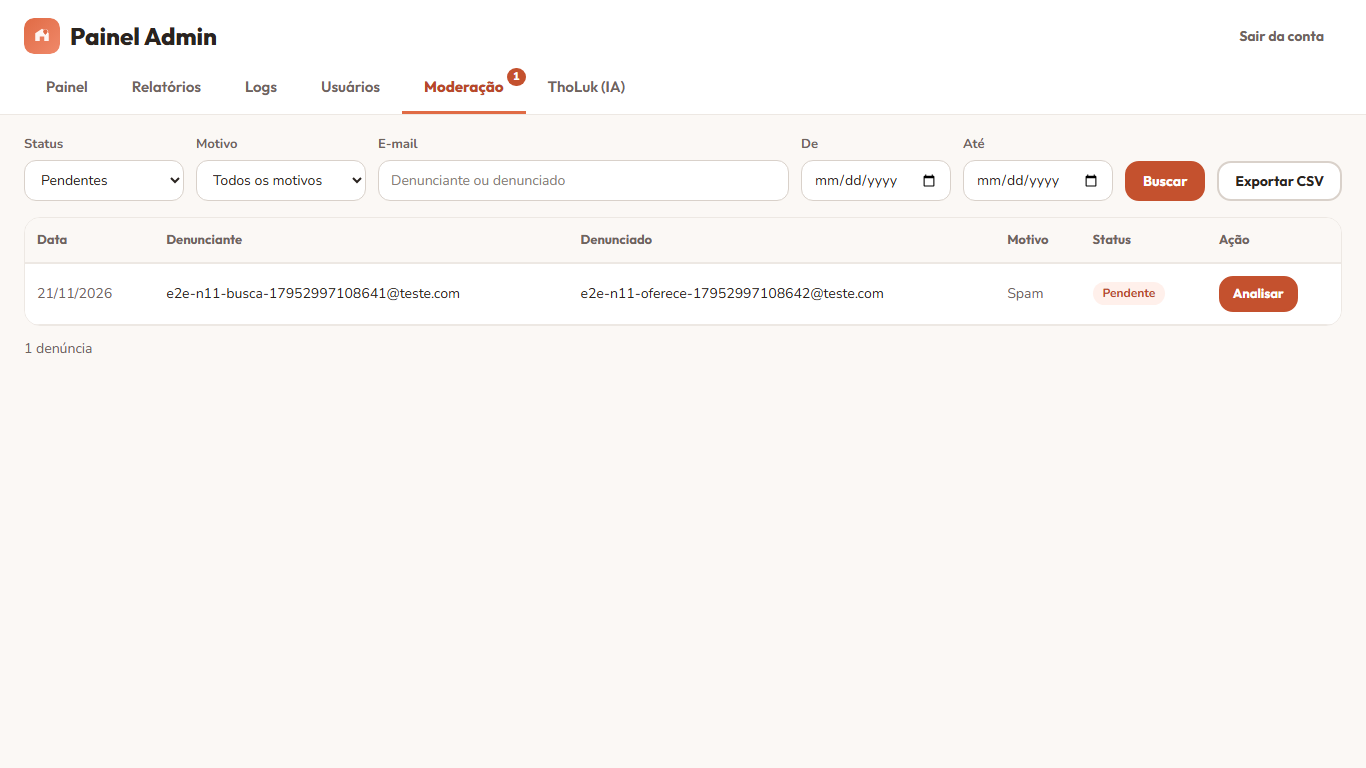 Painel Admin
Sair da conta
Painel
Relatórios
Logs
Usuários
Moderação
1
ThoLuk (IA)
Status
Motivo
E-mail
De
Até
Pendentes
Todos os motivos
Denunciante ou denunciado
mm/dd/yyyy
mm/dd/yyyy
Buscar
Exportar CSV
Data
Denunciante
Denunciado
Motivo
Status
Ação
21/11/2026
e2e-n11-busca-17952997108641@teste.com
e2e-n11-oferece-17952997108642@teste.com
Spam
Pendente
Analisar
1 denúncia